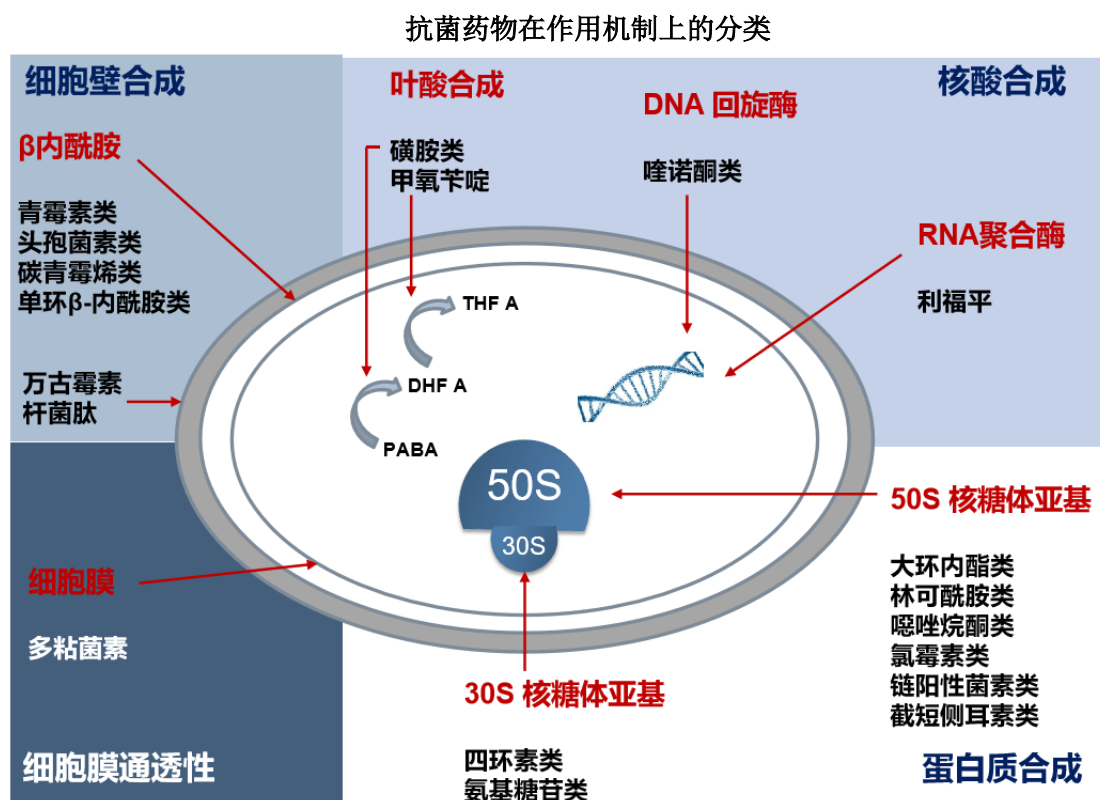 抗菌药物在作用机制上的分类
细胞壁合成
β内酰胺
青霉素类
头孢菌素类
碳青霉烯类
单环β-内酰胺类
万古霉素
杆菌肽
叶酸合成
磺胺类
甲氧苄啶
DNA 回旋酶
喹诺酮类
核酸合成
RNA聚合酶
利福平
THF A
DHF A
PABA
50S
30S
细胞膜
多粘菌素
细胞膜通透性
30S 核糖体亚基
四环素类
氨基糖苷类
50S 核糖体亚基
大环内酯类
林可酰胺类
噁唑烷酮类
氯霉素类
链阳性菌素类
截短侧耳素类
蛋白质合成